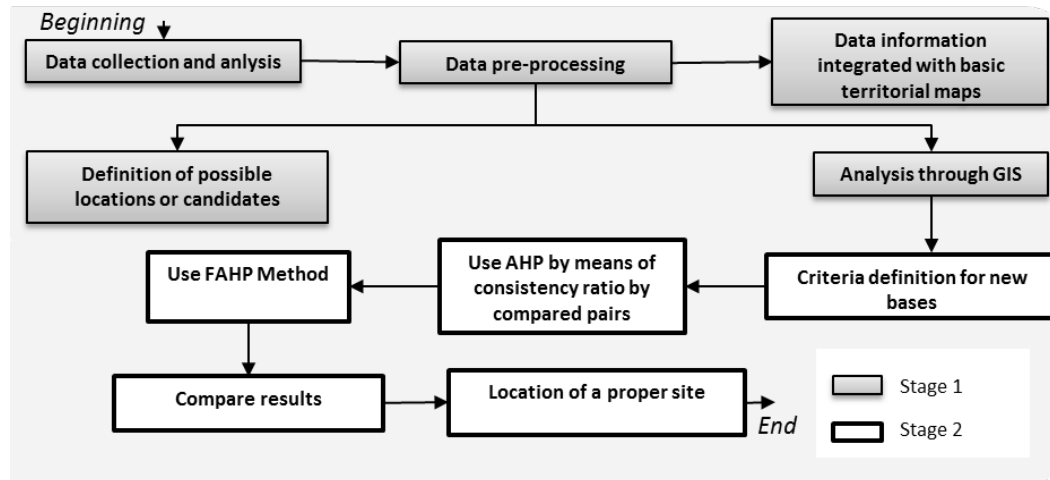 Beginning
Data collection and anlysis
Data pre-processing
Data information
integrated with basic
territorial maps
Definition of possible
locations or candidates
Analysis through GIS
Use FAHP Method
Use AHP by means of
consistency ratio by
compared pairs
Criteria definition for new
bases
Compare results
Location of a proper site
End
Stage 1
Stage 2